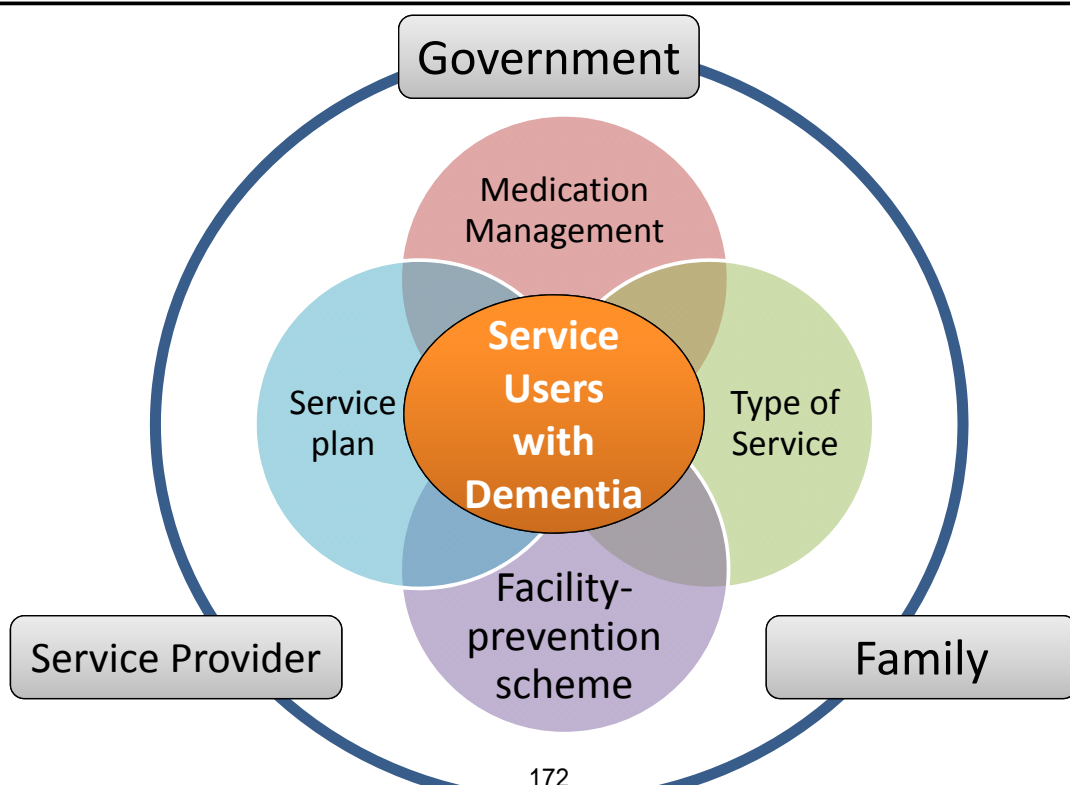 Government
Medication
Management
Service
Users
with
Dementia
Service
plan
Type of
Service
Facility-
prevention
scheme
Service Provider
Family
172